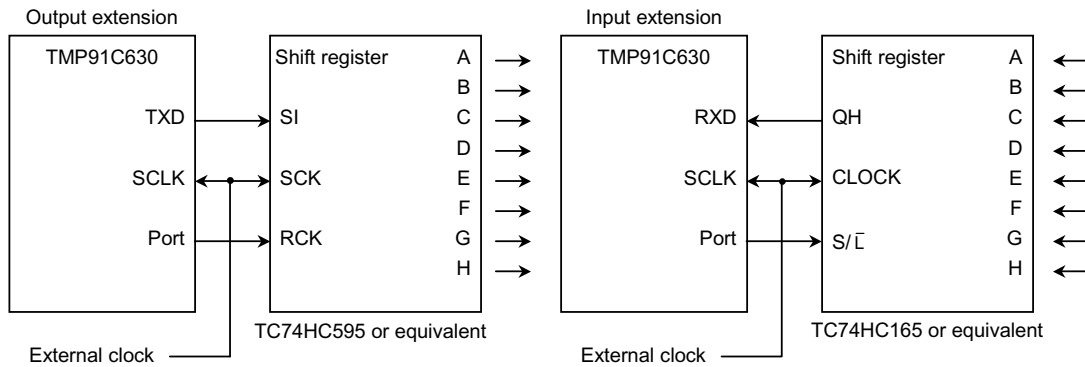 Output extension
TMP91C630
TXD
SCLK
Port
Shift register
SI
SCK
RCK
A
B
C
D
E
F
G
H
TC74HC595 or equivalent
External clock
Input extension
TMP91C630
RXD
SCLK
Port
Shift register
QH
CLOCK
S/L̅
A
B
C
D
E
F
G
H
TC74HC165 or equivalent
External clock